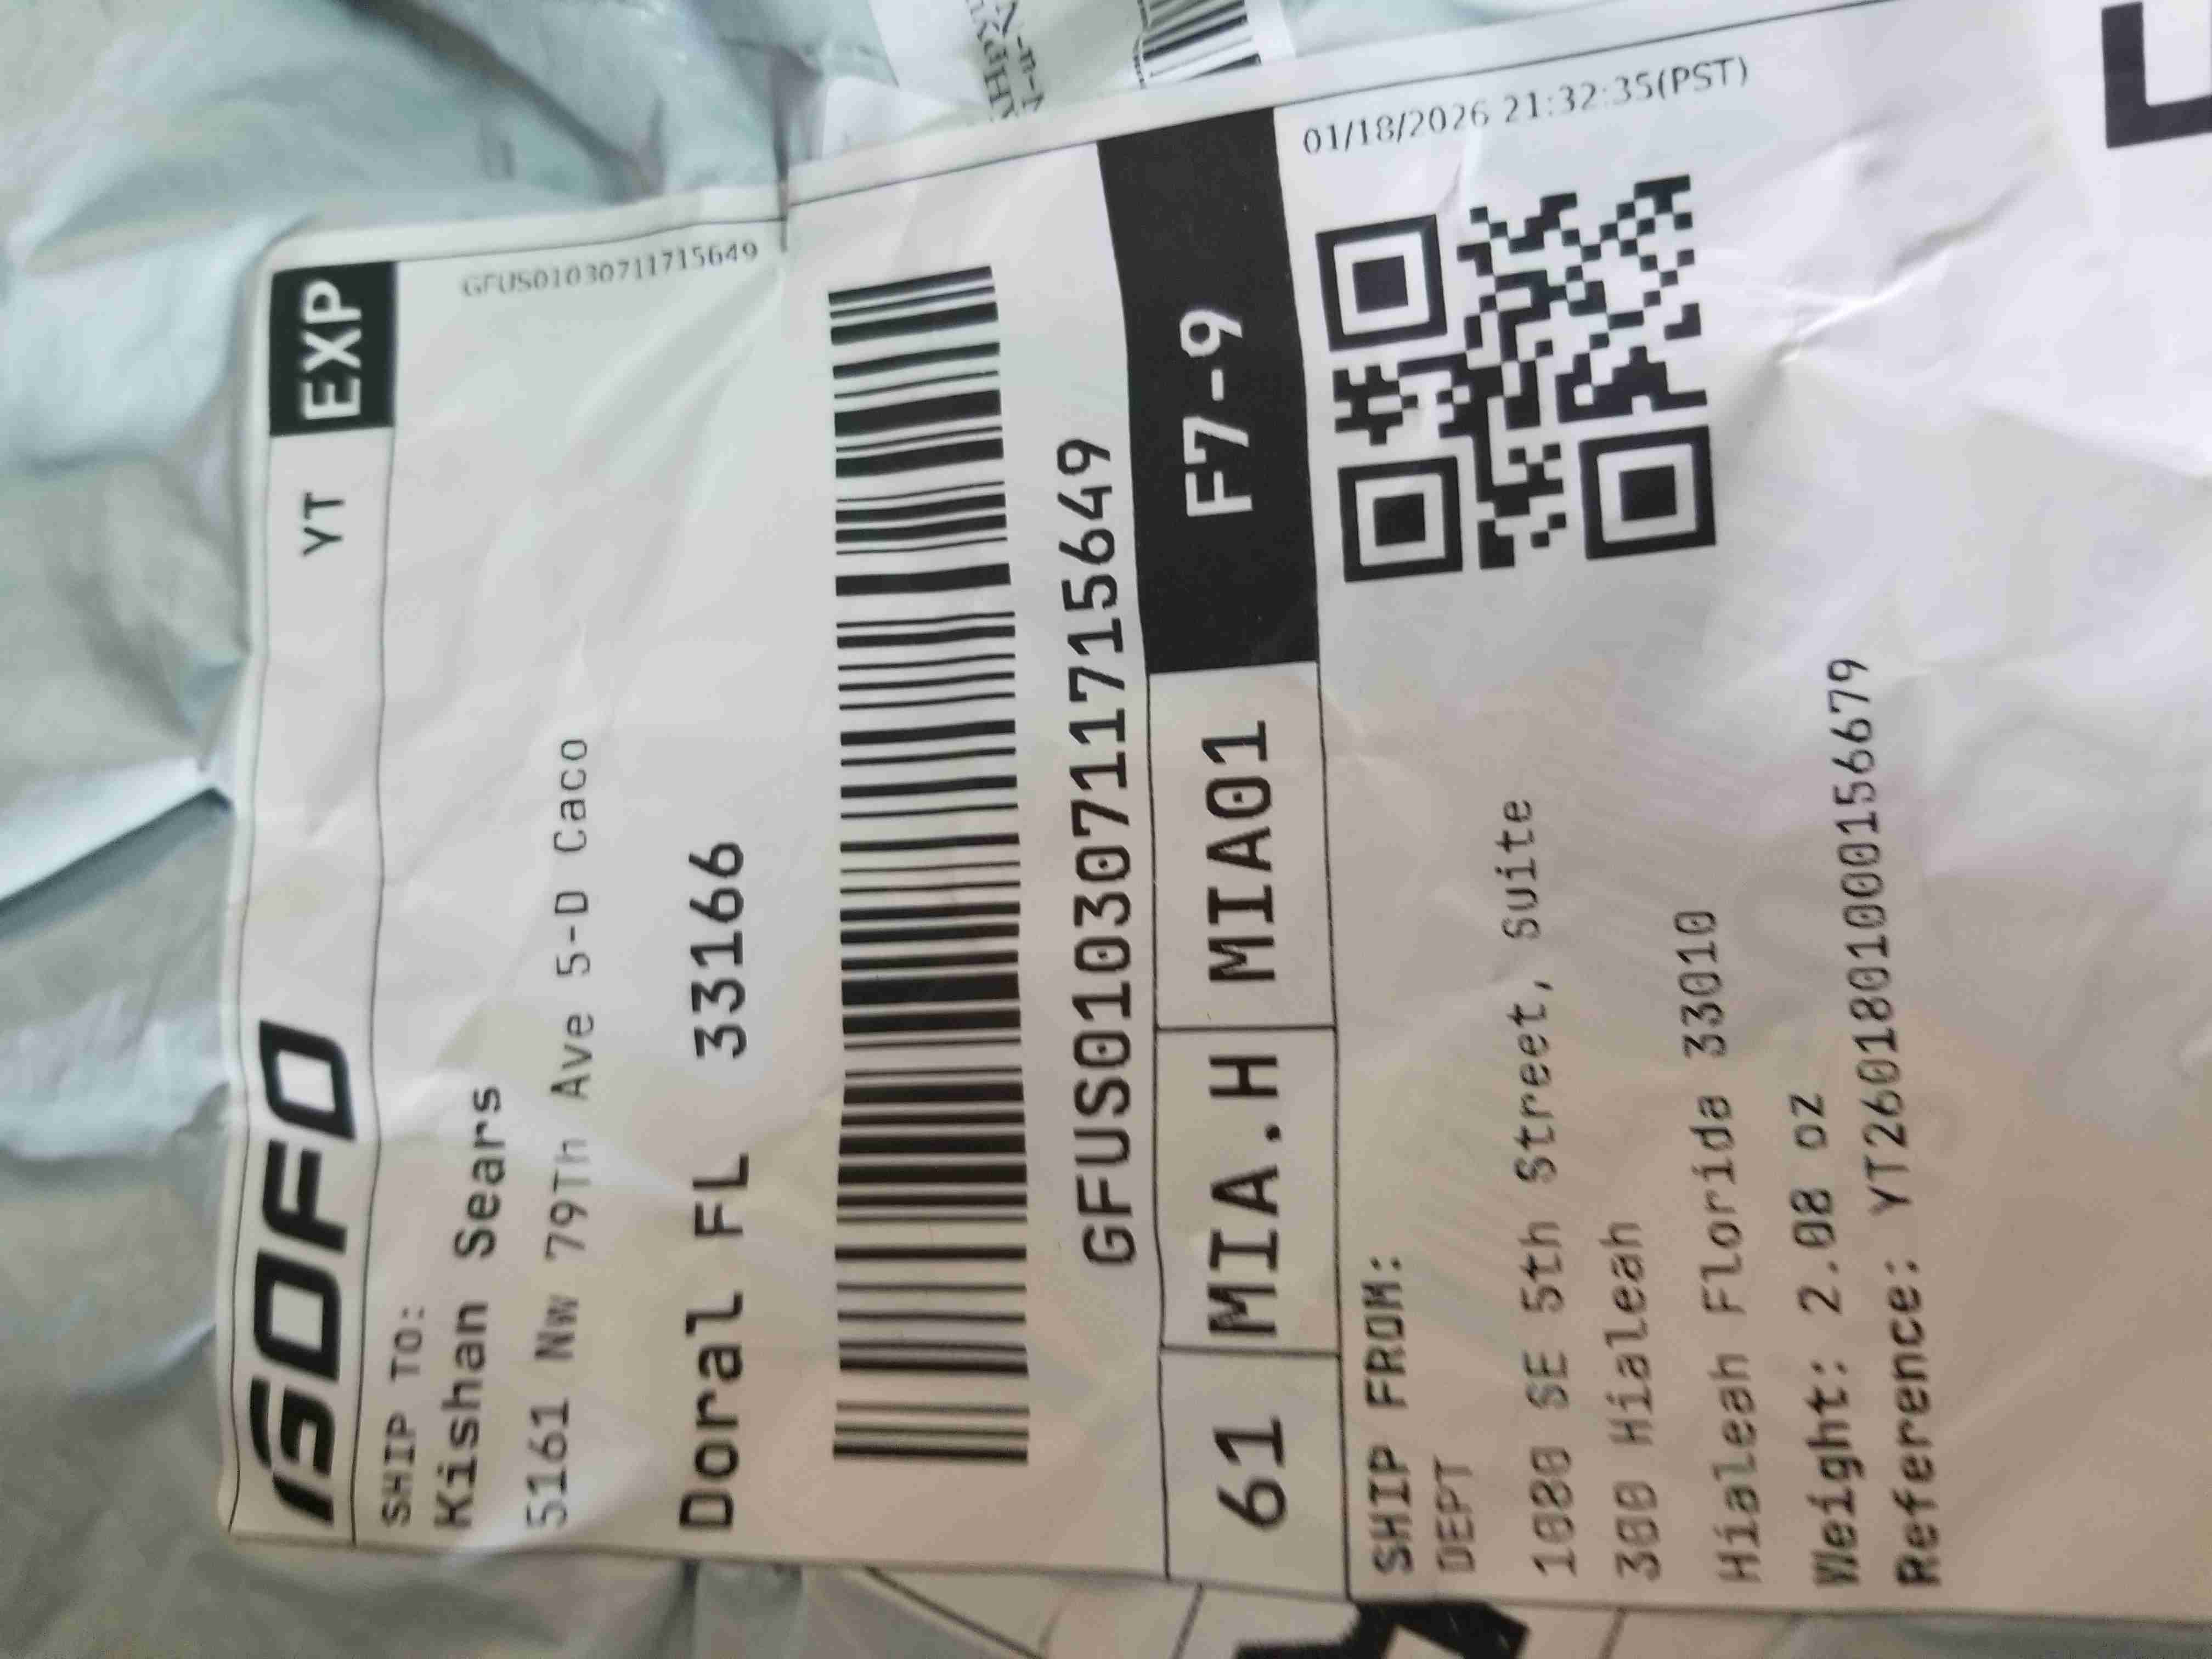 GOFO
YT EXP
SHIP TO:
Kishan Sears
5161 Nw 79Th Ave 5-D Caco
GFUS01030711715649
Doral FL 33166
GFUS01030711715649
61 MIA.H MIA01 F7-9
SHIP FROM:
DEPT
01/18/2026 21:32:35(PST)
1080 SE 5th Street, Suite
300 Hialeah
Hialeah Florida 33010
Weight: 2.08 oz
Reference: YT2601801000156679